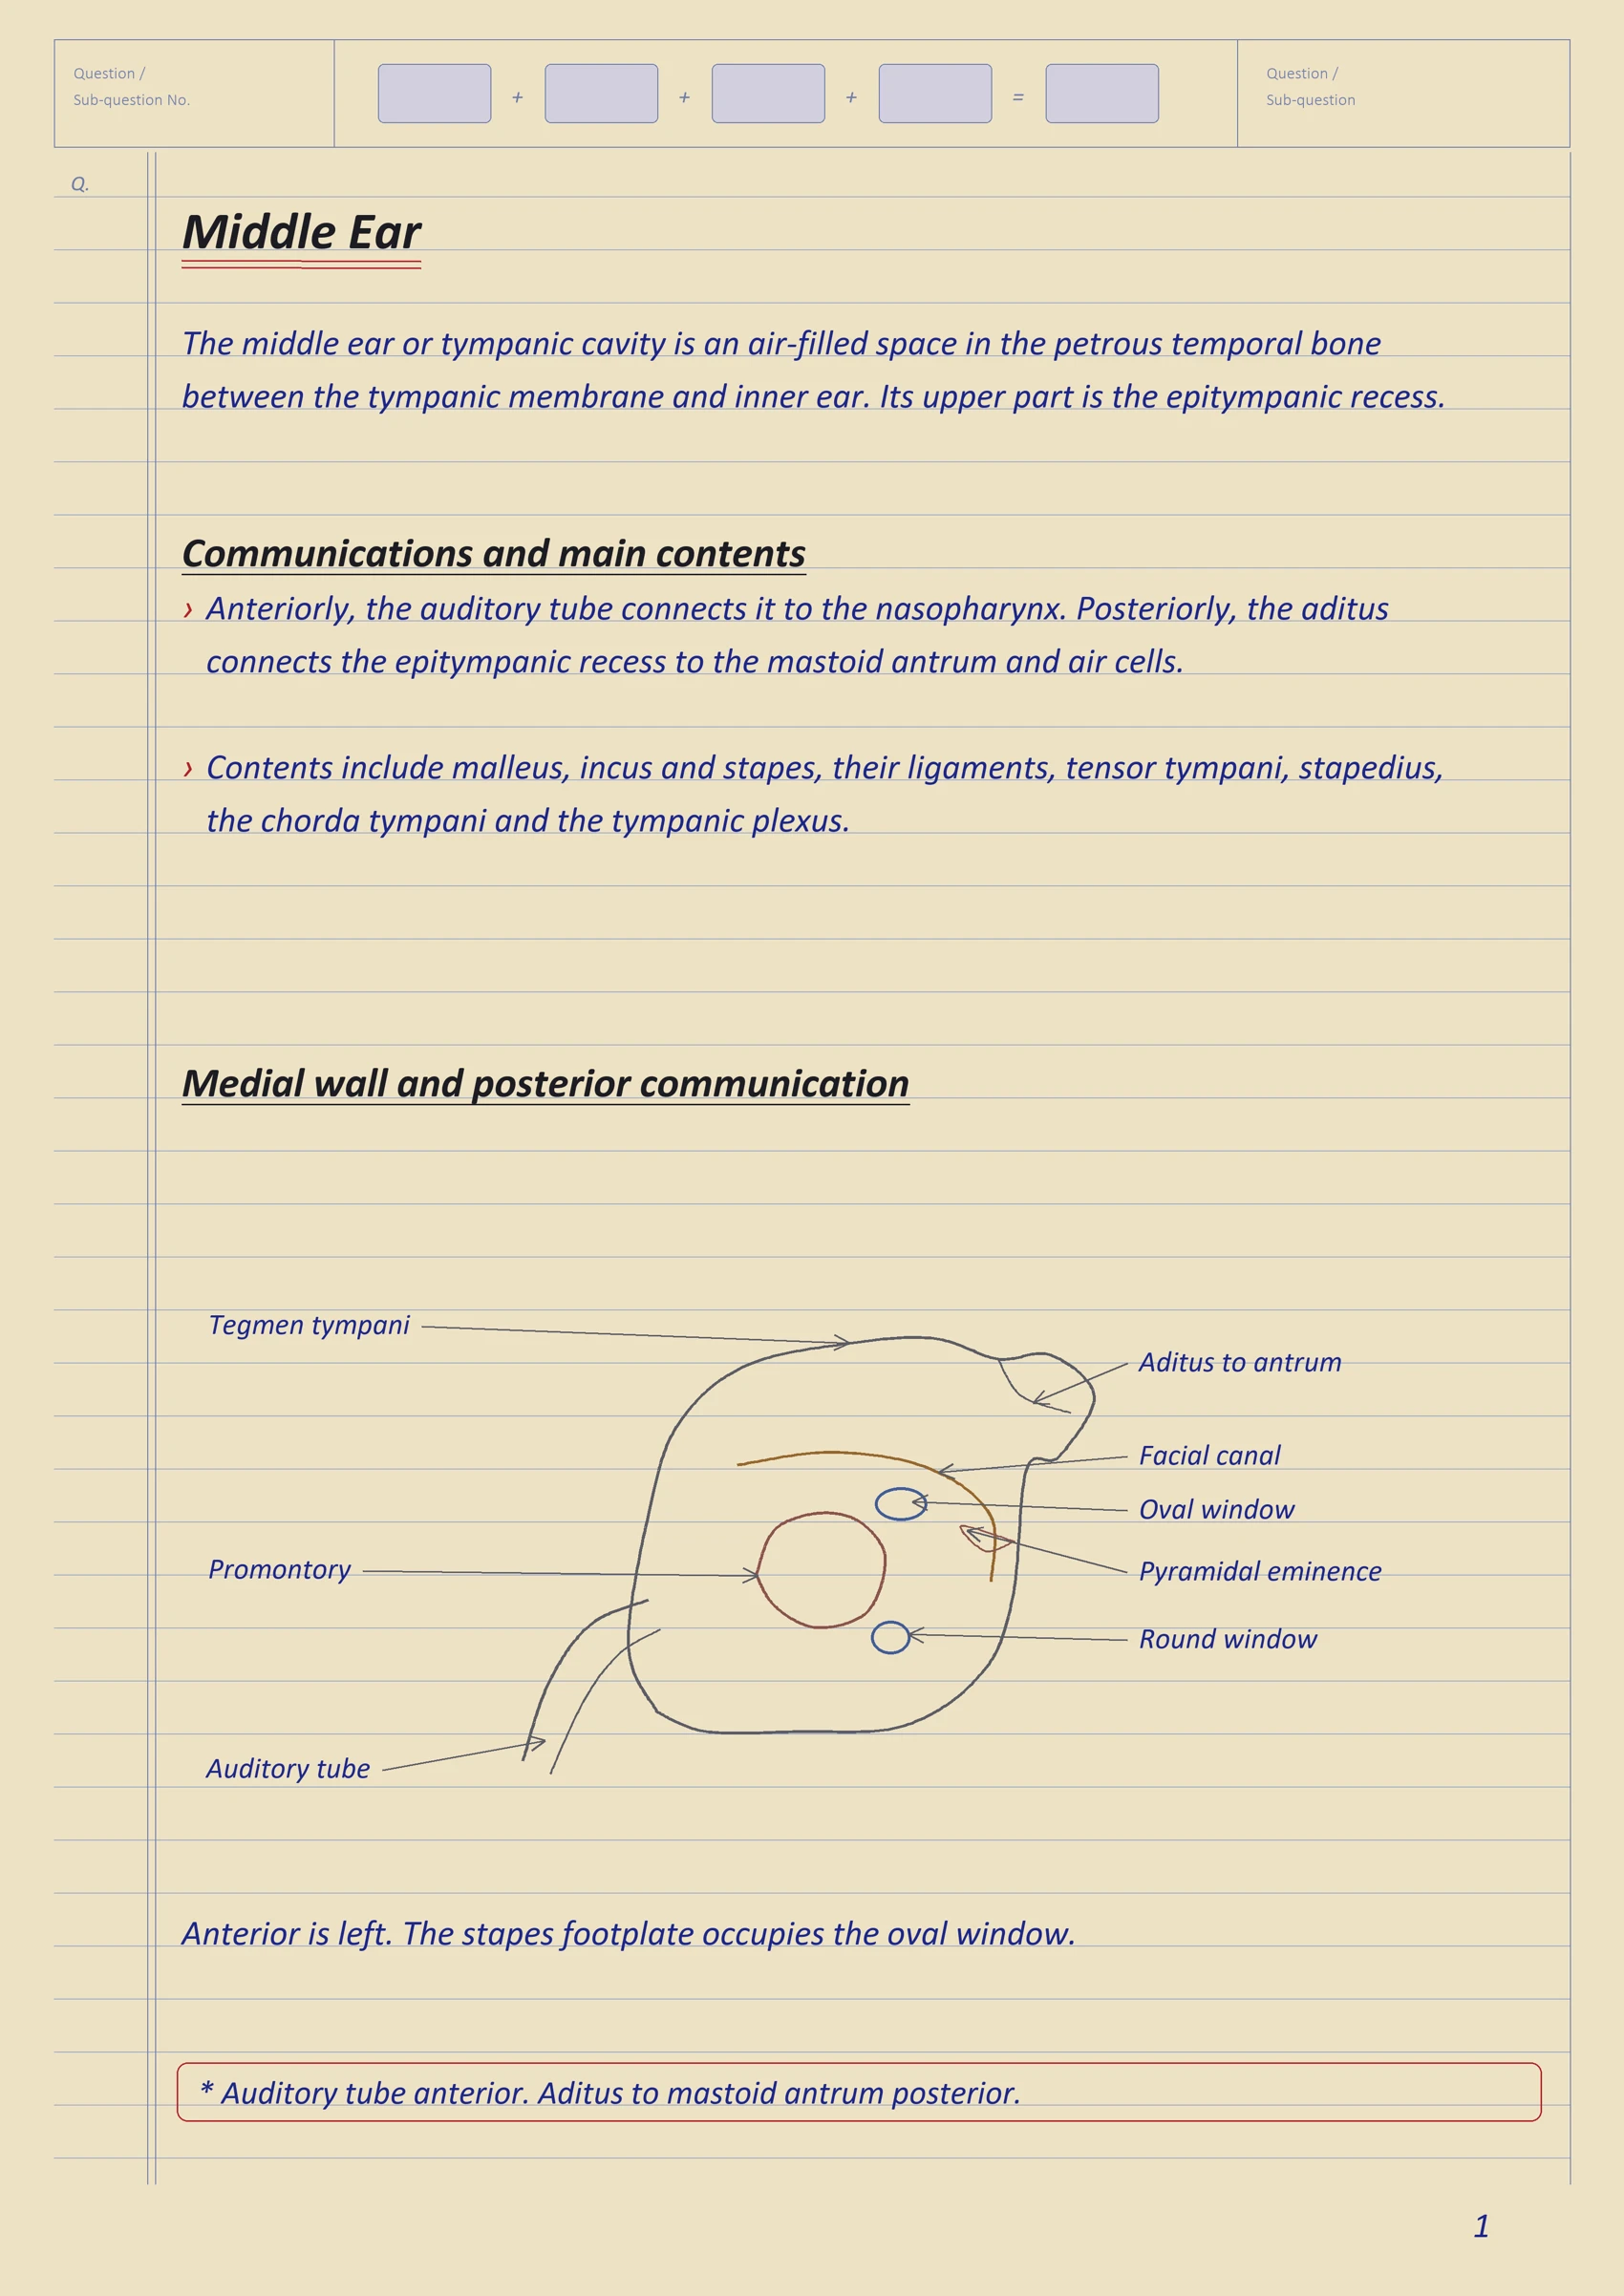 Question /
Sub-question No.
+ + + =
Question /
Sub-question
Q.
Middle Ear
The middle ear or tympanic cavity is an air-filled space in the petrous temporal bone
between the tympanic membrane and inner ear. Its upper part is the epitympanic recess.
Communications and main contents
› Anteriorly, the auditory tube connects it to the nasopharynx. Posteriorly, the aditus
connects the epitympanic recess to the mastoid antrum and air cells.
› Contents include malleus, incus and stapes, their ligaments, tensor tympani, stapedius,
the chorda tympani and the tympanic plexus.
Medial wall and posterior communication
Tegmen tympani
Aditus to antrum
Facial canal
Oval window
Promontory
Pyramidal eminence
Round window
Auditory tube
Anterior is left. The stapes footplate occupies the oval window.
* Auditory tube anterior. Aditus to mastoid antrum posterior.
1